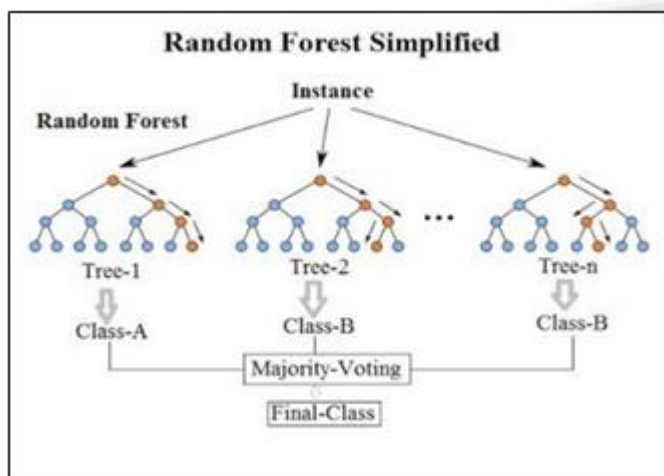 Random Forest Simplified
Instance
Random Forest
Tree-1
Tree-2
Tree-n
Class-A
Class-B
Class-B
Majority-Voting
Final-Class